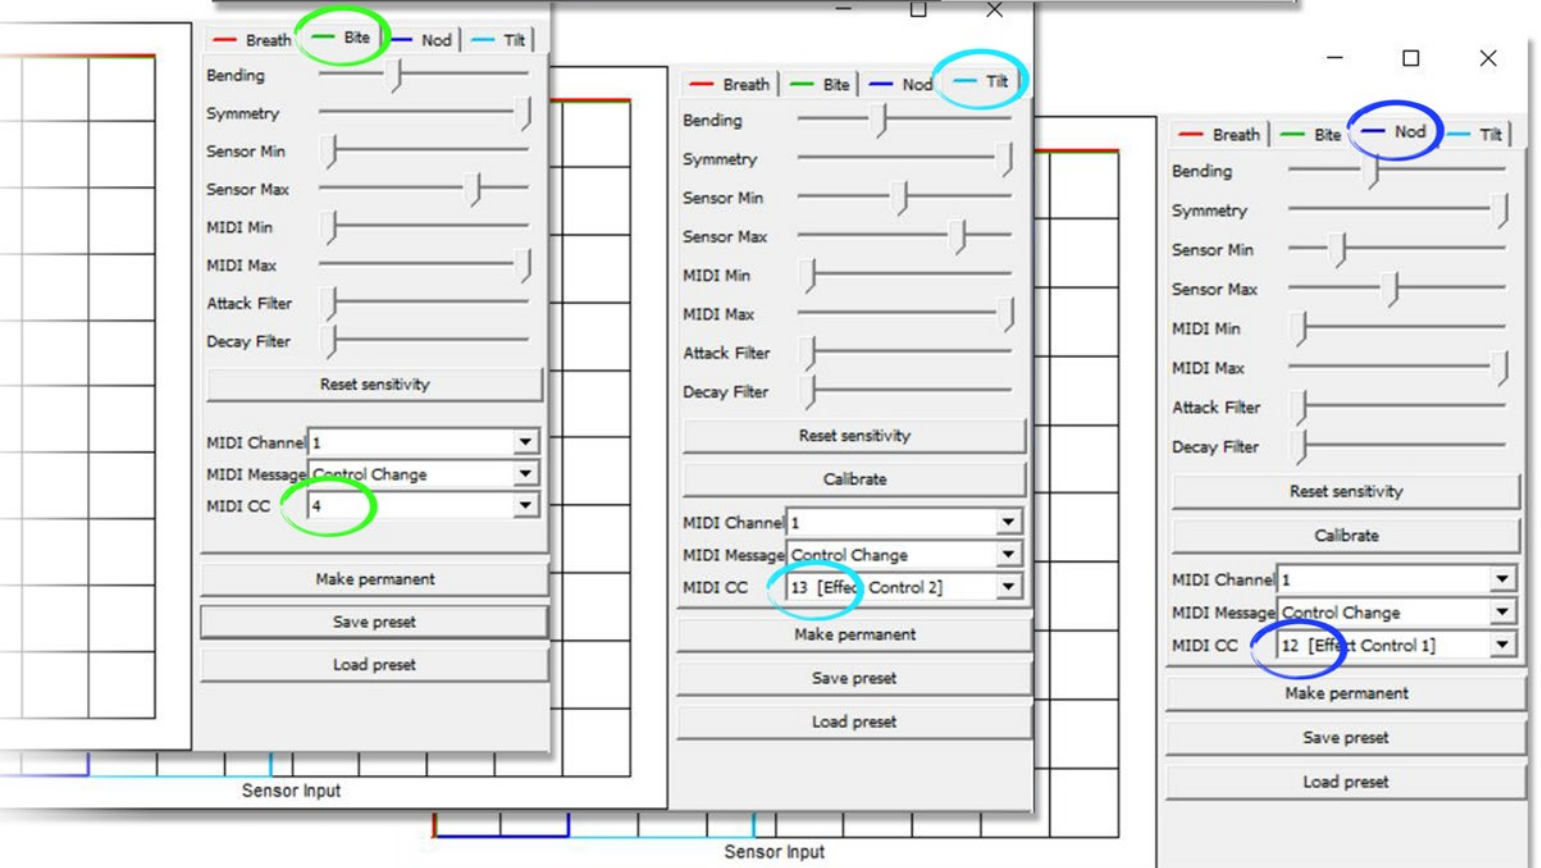 Breath Bite Nod Tilt
Bending
Symmetry
Sensor Min
Sensor Max
MIDI Min
MIDI Max
Attack Filter
Decay Filter
Reset sensitivity
MIDI Channel 1
MIDI Message Control Change
MIDI CC 4
Make permanent
Save preset
Load preset
Sensor Input
Breath Bite Nod Tilt
Bending
Symmetry
Sensor Min
Sensor Max
MIDI Min
MIDI Max
Attack Filter
Decay Filter
Reset sensitivity
Calibrate
MIDI Channel 1
MIDI Message Control Change
MIDI CC 13 [Effect Control 2]
Make permanent
Save preset
Load preset
Sensor Input
Breath Bite Nod Tilt
Bending
Symmetry
Sensor Min
Sensor Max
MIDI Min
MIDI Max
Attack Filter
Decay Filter
Reset sensitivity
Calibrate
MIDI Channel 1
MIDI Message Control Change
MIDI CC 12 [Effect Control 1]
Make permanent
Save preset
Load preset